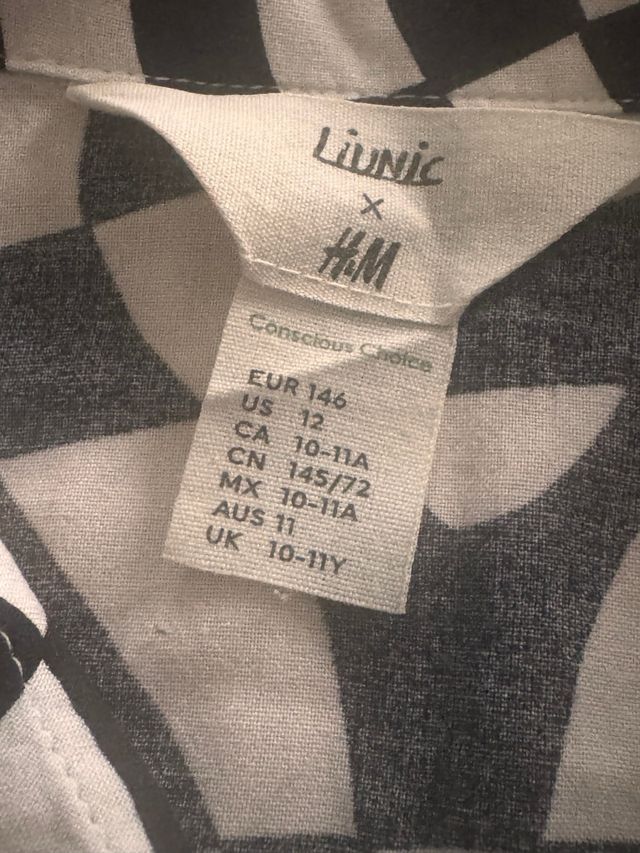 LiUNiC
x
H&M
Conscious Choice
EUR 146
US 12
CA 10-11A
CN 145/72
MX 10-11A
AUS 11
UK 10-11Y